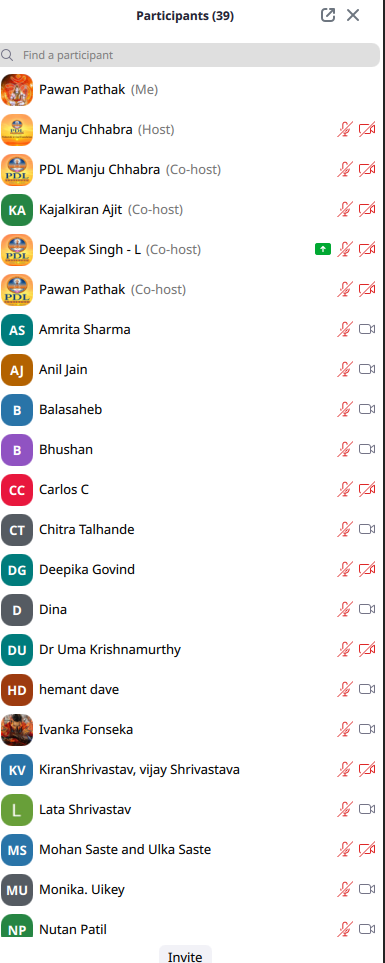 Participants (39)
Find a participant
Pawan Pathak (Me)
Manju Chhabra (Host)
PDL PDL Manju Chhabra (Co-host)
KA Kajalkiran Ajit (Co-host)
PDL Deepak Singh - L (Co-host)
PDL Pawan Pathak (Co-host)
AS Amrita Sharma
AJ Anil Jain
B Balasaheb
B Bhushan
CC Carlos C
CT Chitra Talhande
DG Deepika Govind
D Dina
DU Dr Uma Krishnamurthy
HD hemant dave
Ivanka Fonseka
KV KiranShrivastav, vijay Shrivastava
L Lata Shrivastav
MS Mohan Saste and Ulka Saste
MU Monika. Uikey
NP Nutan Patil
Invite